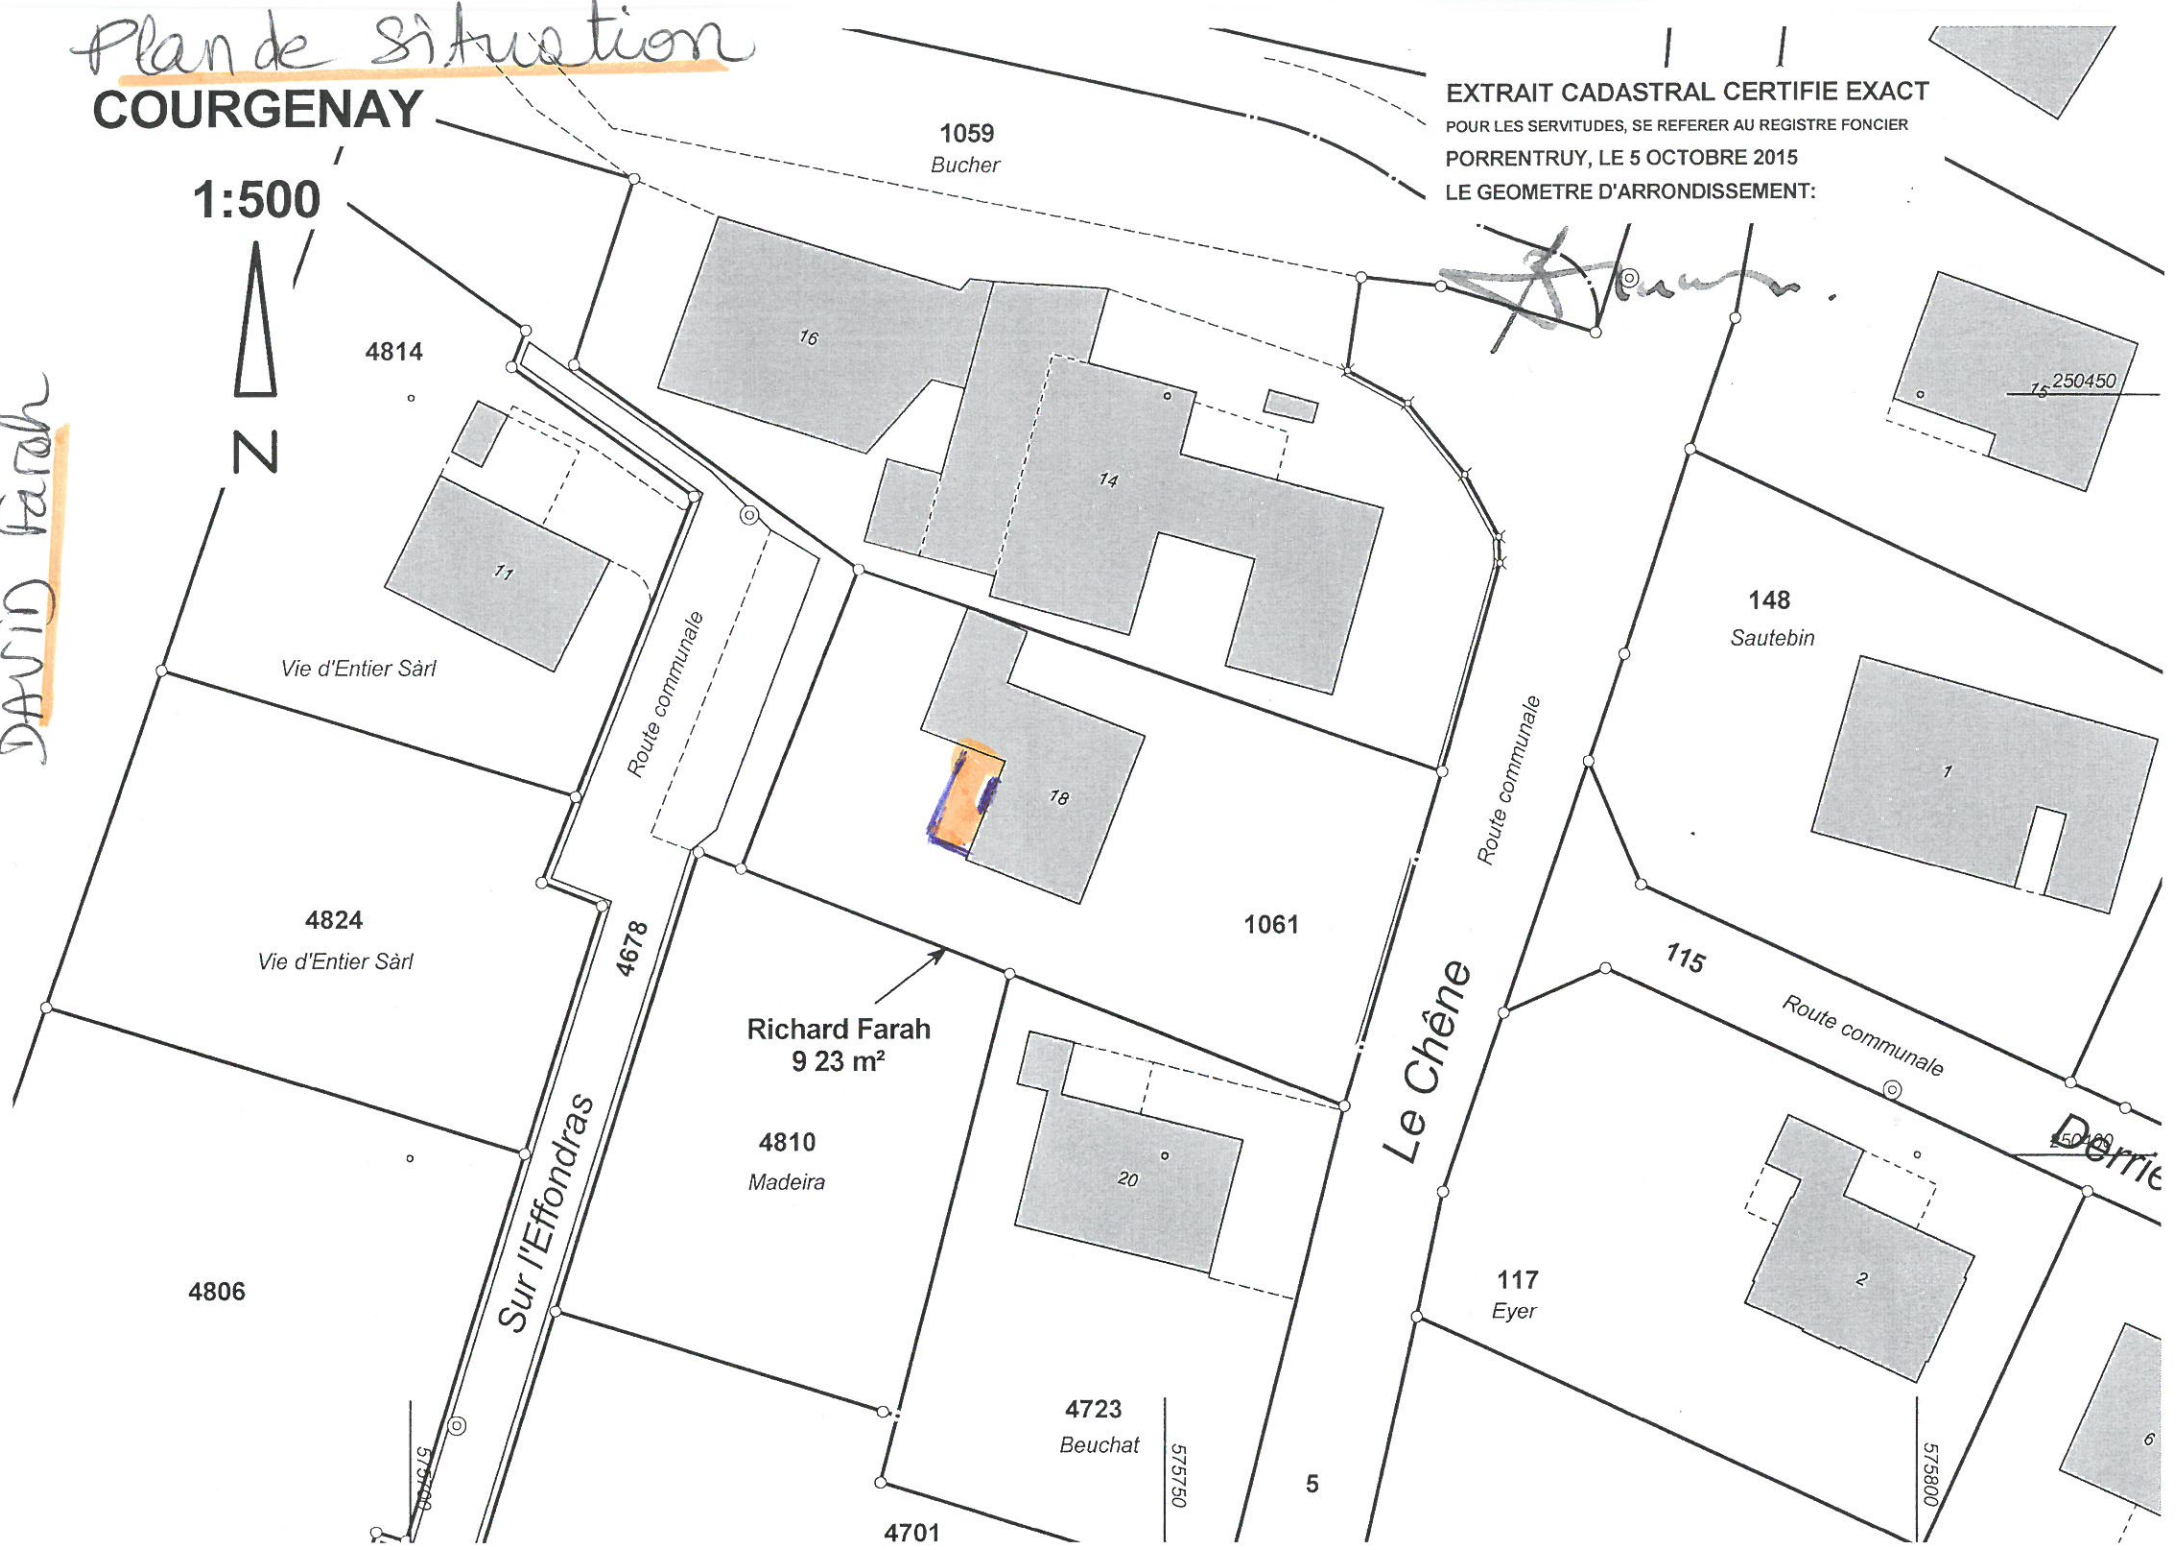 Plan de situation
COURGENAY
1:500
N
DAVID Farah
EXTRAIT CADASTRAL CERTIFIE EXACT
POUR LES SERVITUDES, SE REFERER AU REGISTRE FONCIER
PORRENTRUY, LE 5 OCTOBRE 2015
LE GEOMETRE D'ARRONDISSEMENT:
1059
Bucher
16
14
15
250450
4814
11
Vie d'Entier Sàrl
Route communale
148
Sautebin
1
18
Route communale
4824
Vie d'Entier Sàrl
4678
1061
115
Route communale
Richard Farah
9 23 m²
Le Chêne
Derriè
250400
4810
Madeira
20
Sur l'Effondras
4806
117
Eyer
2
6
4723
Beuchat
5
4701
575700
575750
575800